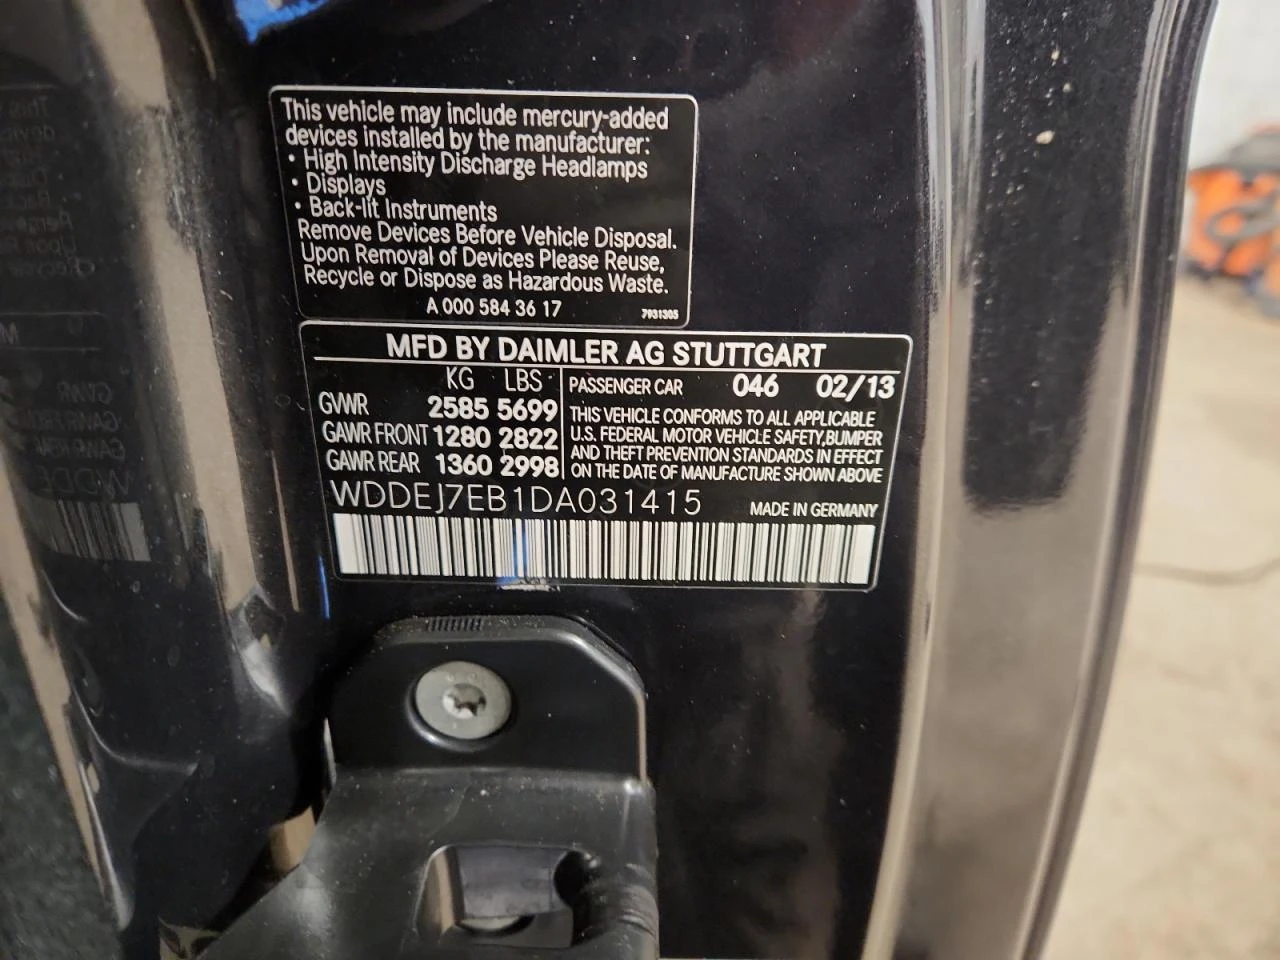 This vehicle may include mercury-added
devices installed by the manufacturer:
• High Intensity Discharge Headlamps
• Displays
• Back-lit Instruments
Remove Devices Before Vehicle Disposal.
Upon Removal of Devices Please Reuse,
Recycle or Dispose as Hazardous Waste.
A 000 584 36 17 7931305
MFD BY DAIMLER AG STUTTGART
KG LBS
GVWR 2585 5699
GAWR FRONT 1280 2822
GAWR REAR 1360 2998
PASSENGER CAR 046 02/13
THIS VEHICLE CONFORMS TO ALL APPLICABLE
U.S. FEDERAL MOTOR VEHICLE SAFETY,BUMPER
AND THEFT PREVENTION STANDARDS IN EFFECT
ON THE DATE OF MANUFACTURE SHOWN ABOVE
WDDEJ7EB1DA031415 MADE IN GERMANY